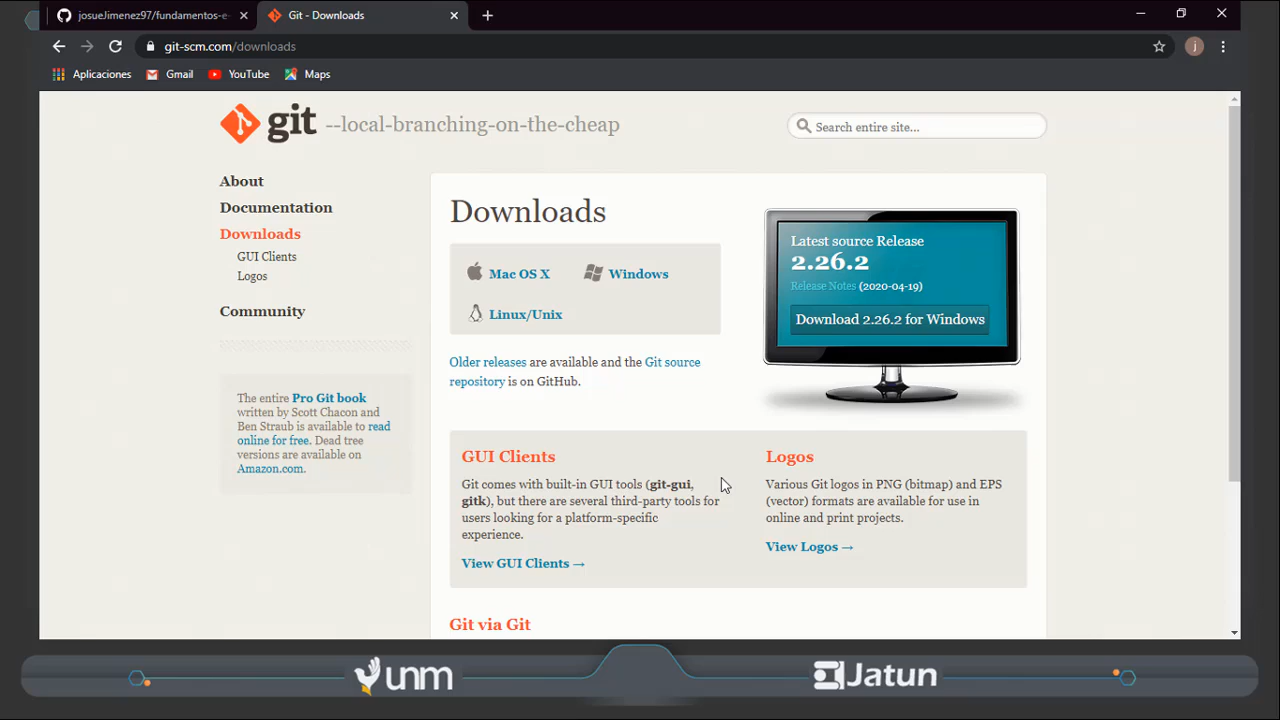 josueJimenez97/fundamentos-e-
Git - Downloads
git-scm.com/downloads
j
Aplicaciones
Gmail
YouTube
Maps
git --local-branching-on-the-cheap
Search entire site...
About
Documentation
Downloads
GUI Clients
Logos
Community
The entire Pro Git book
written by Scott Chacon and
Ben Straub is available to read
online for free. Dead tree
versions are available on
Amazon.com.
Downloads
Mac OS X
Windows
Linux/Unix
Older releases are available and the Git source
repository is on GitHub.
Latest source Release
2.26.2
Release Notes (2020-04-19)
Download 2.26.2 for Windows
GUI Clients
Git comes with built-in GUI tools (git-gui,
gitk), but there are several third-party tools for
users looking for a platform-specific
experience.
View GUI Clients →
Logos
Various Git logos in PNG (bitmap) and EPS
(vector) formats are available for use in
online and print projects.
View Logos →
Git via Git
unm
Jatun